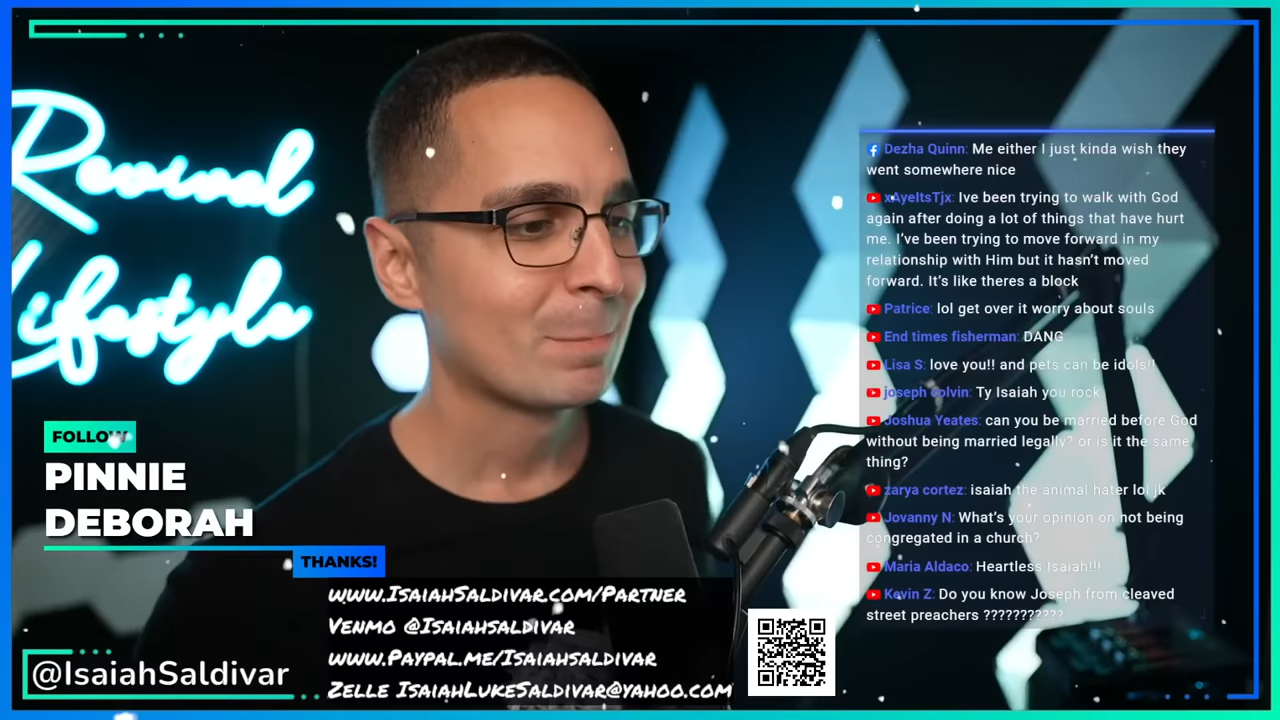 Revival
Lifestyle
FOLLOW
PINNIE
DEBORAH
THANKS!
www.IsaiahSaldivar.com/Partner
Venmo @Isaiahsaldivar
www.Paypal.me/Isaiahsaldivar
Zelle IsaiahLukeSaldivar@yahoo.com
@IsaiahSaldivar
Dezha Quinn: Me either I just kinda wish they
went somewhere nice
xAyeItsTjx: Ive been trying to walk with God
again after doing a lot of things that have hurt
me. I've been trying to move forward in my
relationship with Him but it hasn't moved
forward. It's like theres a block
Patrice: lol get over it worry about souls
End times fisherman: DANG
Lisa S: love you!! and pets can be idols!!
joseph colvin: Ty Isaiah you rock
Joshua Yeates: can you be married before God
without being married legally? or is it the same
thing?
zarya cortez: isaiah the animal hater lol jk
Jovanny N: What's your opinion on not being
congregated in a church?
Maria Aldaco: Heartless Isaiah!!!
Kevin Z: Do you know Joseph from cleaved
street preachers ???????????